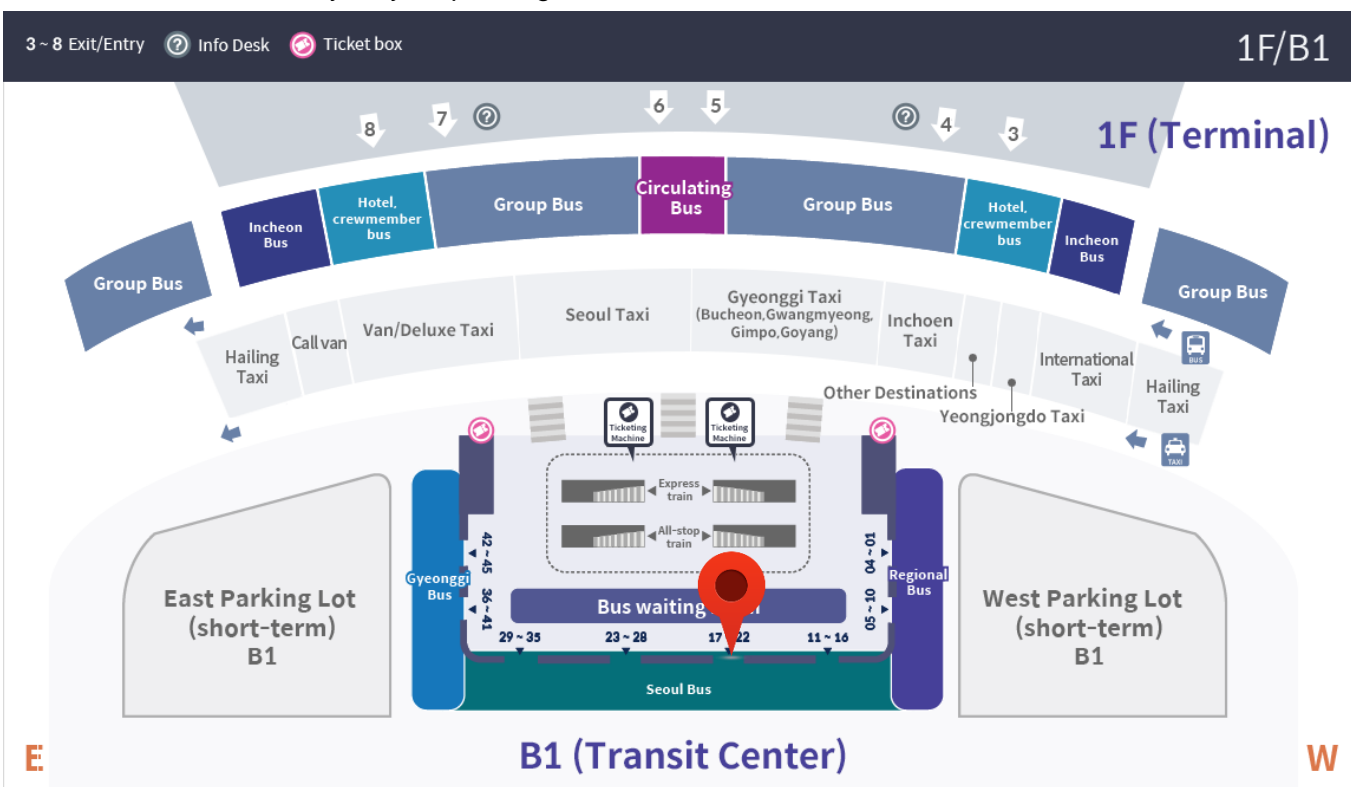 3 ~ 8 Exit/Entry
Info Desk
Ticket box
1F/B1
8
7
6
5
4
3
1F (Terminal)
Group Bus
Incheon
Bus
Hotel,
crewmember
bus
Group Bus
Circulating
Bus
Group Bus
Hotel,
crewmember
bus
Incheon
Bus
Group Bus
Hailing
Taxi
Call van
Van/Deluxe Taxi
Seoul Taxi
Gyeonggi Taxi
(Bucheon,Gwangmyeong,
Gimpo,Goyang)
Inchoen
Taxi
Other Destinations
Yeongjongdo Taxi
International
Taxi
Hailing
Taxi
BUS
TAXI
Ticketing
Machine
Ticketing
Machine
Express
train
All-stop
train
42 ~ 45
36 ~ 41
04 ~ 01
05 ~ 10
Gyeonggi
Bus
Regional
Bus
Bus waiting
29 ~ 35
23 ~ 28
17
22
11 ~ 16
Seoul Bus
East Parking Lot
(short-term)
B1
West Parking Lot
(short-term)
B1
E
B1 (Transit Center)
W